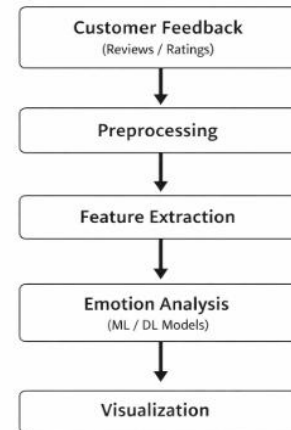 Customer Feedback
(Reviews / Ratings)
Preprocessing
Feature Extraction
Emotion Analysis
(ML / DL Models)
Visualization